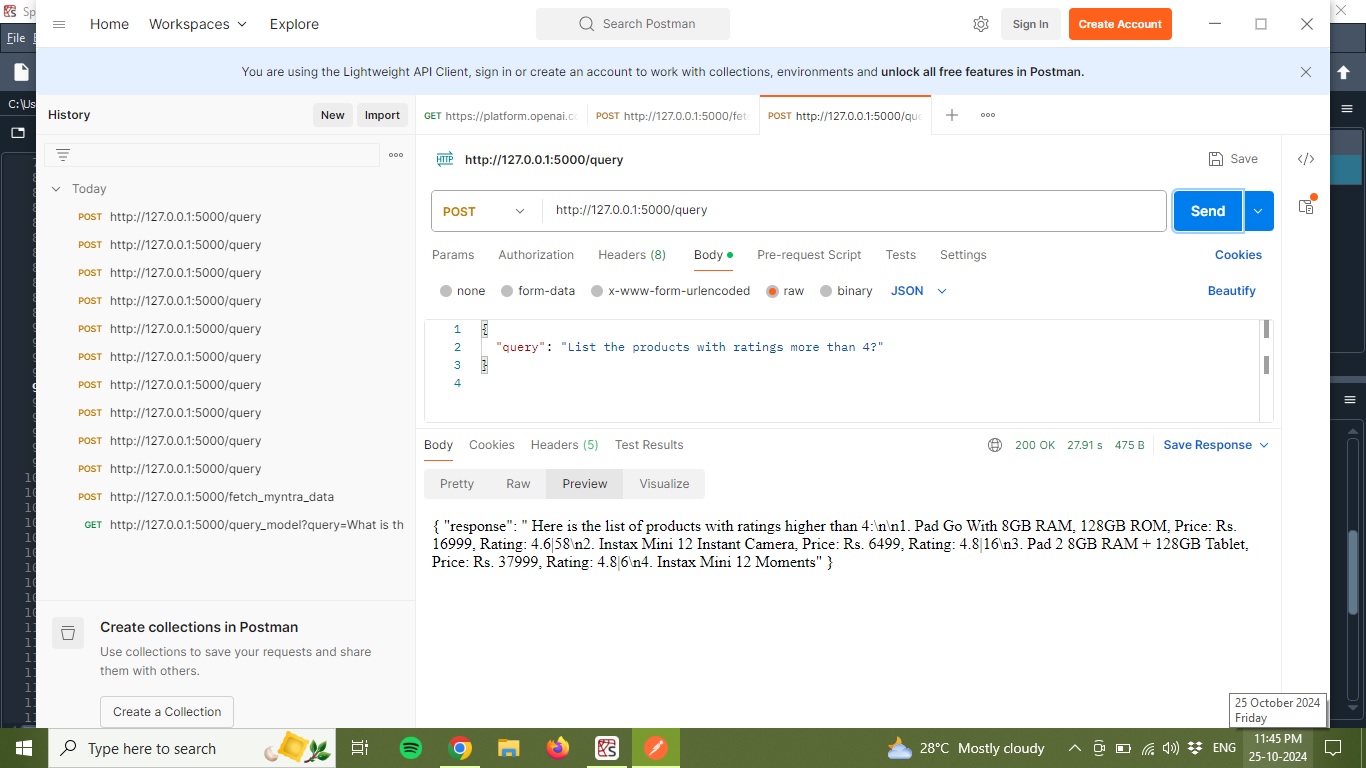 Sp
File
C:\Us
Home Workspaces Explore
Search Postman
Sign In
Create Account
You are using the Lightweight API Client, sign in or create an account to work with collections, environments and unlock all free features in Postman.
History
New
Import
GET https://platform.openai.c
POST http://127.0.0.1:5000/fet
POST http://127.0.0.1:5000/qu
HTTP http://127.0.0.1:5000/query
Save
Today
POST http://127.0.0.1:5000/query
POST http://127.0.0.1:5000/query
POST http://127.0.0.1:5000/query
POST http://127.0.0.1:5000/query
POST http://127.0.0.1:5000/query
POST http://127.0.0.1:5000/query
POST http://127.0.0.1:5000/query
POST http://127.0.0.1:5000/query
POST http://127.0.0.1:5000/query
POST http://127.0.0.1:5000/query
POST http://127.0.0.1:5000/fetch_myntra_data
GET http://127.0.0.1:5000/query_model?query=What is th
Create collections in Postman
Use collections to save your requests and share
them with others.
Create a Collection
POST
http://127.0.0.1:5000/query
Send
Params Authorization Headers (8) Body Pre-request Script Tests Settings
Cookies
none form-data x-www-form-urlencoded raw binary JSON
Beautify
1 {
2 "query": "List the products with ratings more than 4?"
3 }
4
Body Cookies Headers (5) Test Results
200 OK 27.91 s 475 B Save Response
Pretty Raw Preview Visualize
{ "response": " Here is the list of products with ratings higher than 4:\n\n1. Pad Go With 8GB RAM, 128GB ROM, Price: Rs.
16999, Rating: 4.6|58\n2. Instax Mini 12 Instant Camera, Price: Rs. 6499, Rating: 4.8|16\n3. Pad 2 8GB RAM + 128GB Tablet,
Price: Rs. 37999, Rating: 4.8|6\n4. Instax Mini 12 Moments" }
25 October 2024
Friday
Type here to search
28°C Mostly cloudy
ENG
11:45 PM
25-10-2024